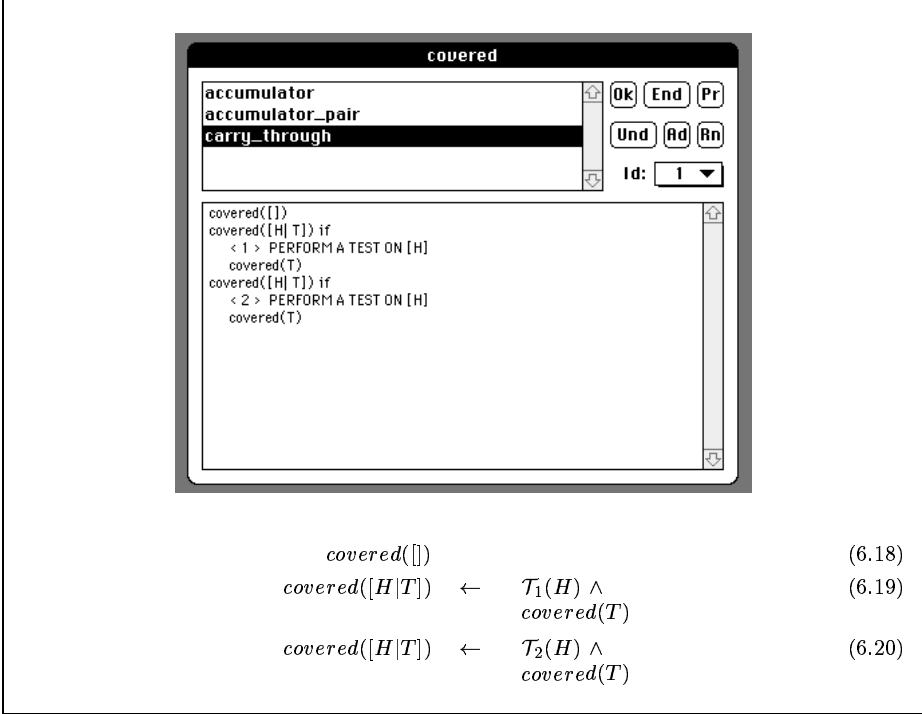 covered
accumulator
accumulator_pair
carry_through
Ok End Pr
Und Ad Rn
Id: 1
covered([])
covered([H| T]) if
< 1 > PERFORM A TEST ON [H]
covered(T)
covered([H| T]) if
< 2 > PERFORM A TEST ON [H]
covered(T)
covered([]) (6.18)
covered([H|T]) ← 𝒯₁(H) ∧ (6.19)
covered(T)
covered([H|T]) ← 𝒯₂(H) ∧ (6.20)
covered(T)